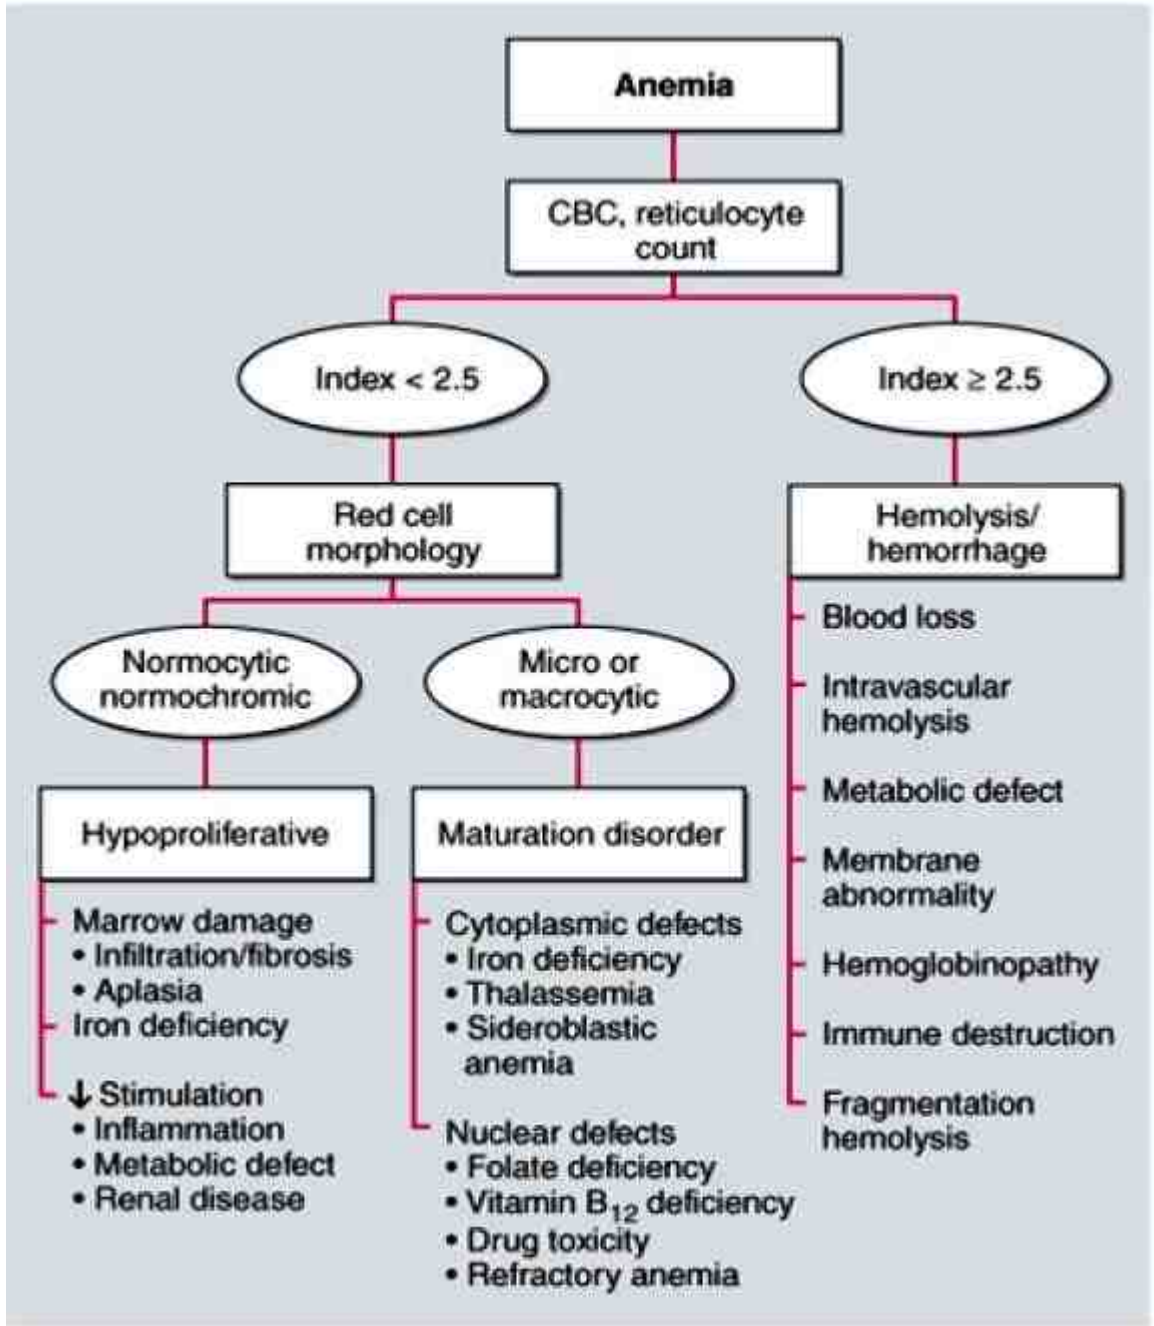 Anemia
CBC, reticulocyte
count
Index < 2.5
Index ≥ 2.5
Red cell
morphology
Hemolysis/
hemorrhage
Blood loss
Intravascular
hemolysis
Metabolic defect
Membrane
abnormality
Hemoglobinopathy
Immune destruction
Fragmentation
hemolysis
Normocytic
normochromic
Micro or
macrocytic
Hypoproliferative
Marrow damage
• Infiltration/fibrosis
• Aplasia
Iron deficiency
↓ Stimulation
• Inflammation
• Metabolic defect
• Renal disease
Maturation disorder
Cytoplasmic defects
• Iron deficiency
• Thalassemia
• Sideroblastic
anemia
Nuclear defects
• Folate deficiency
• Vitamin B₁₂ deficiency
• Drug toxicity
• Refractory anemia